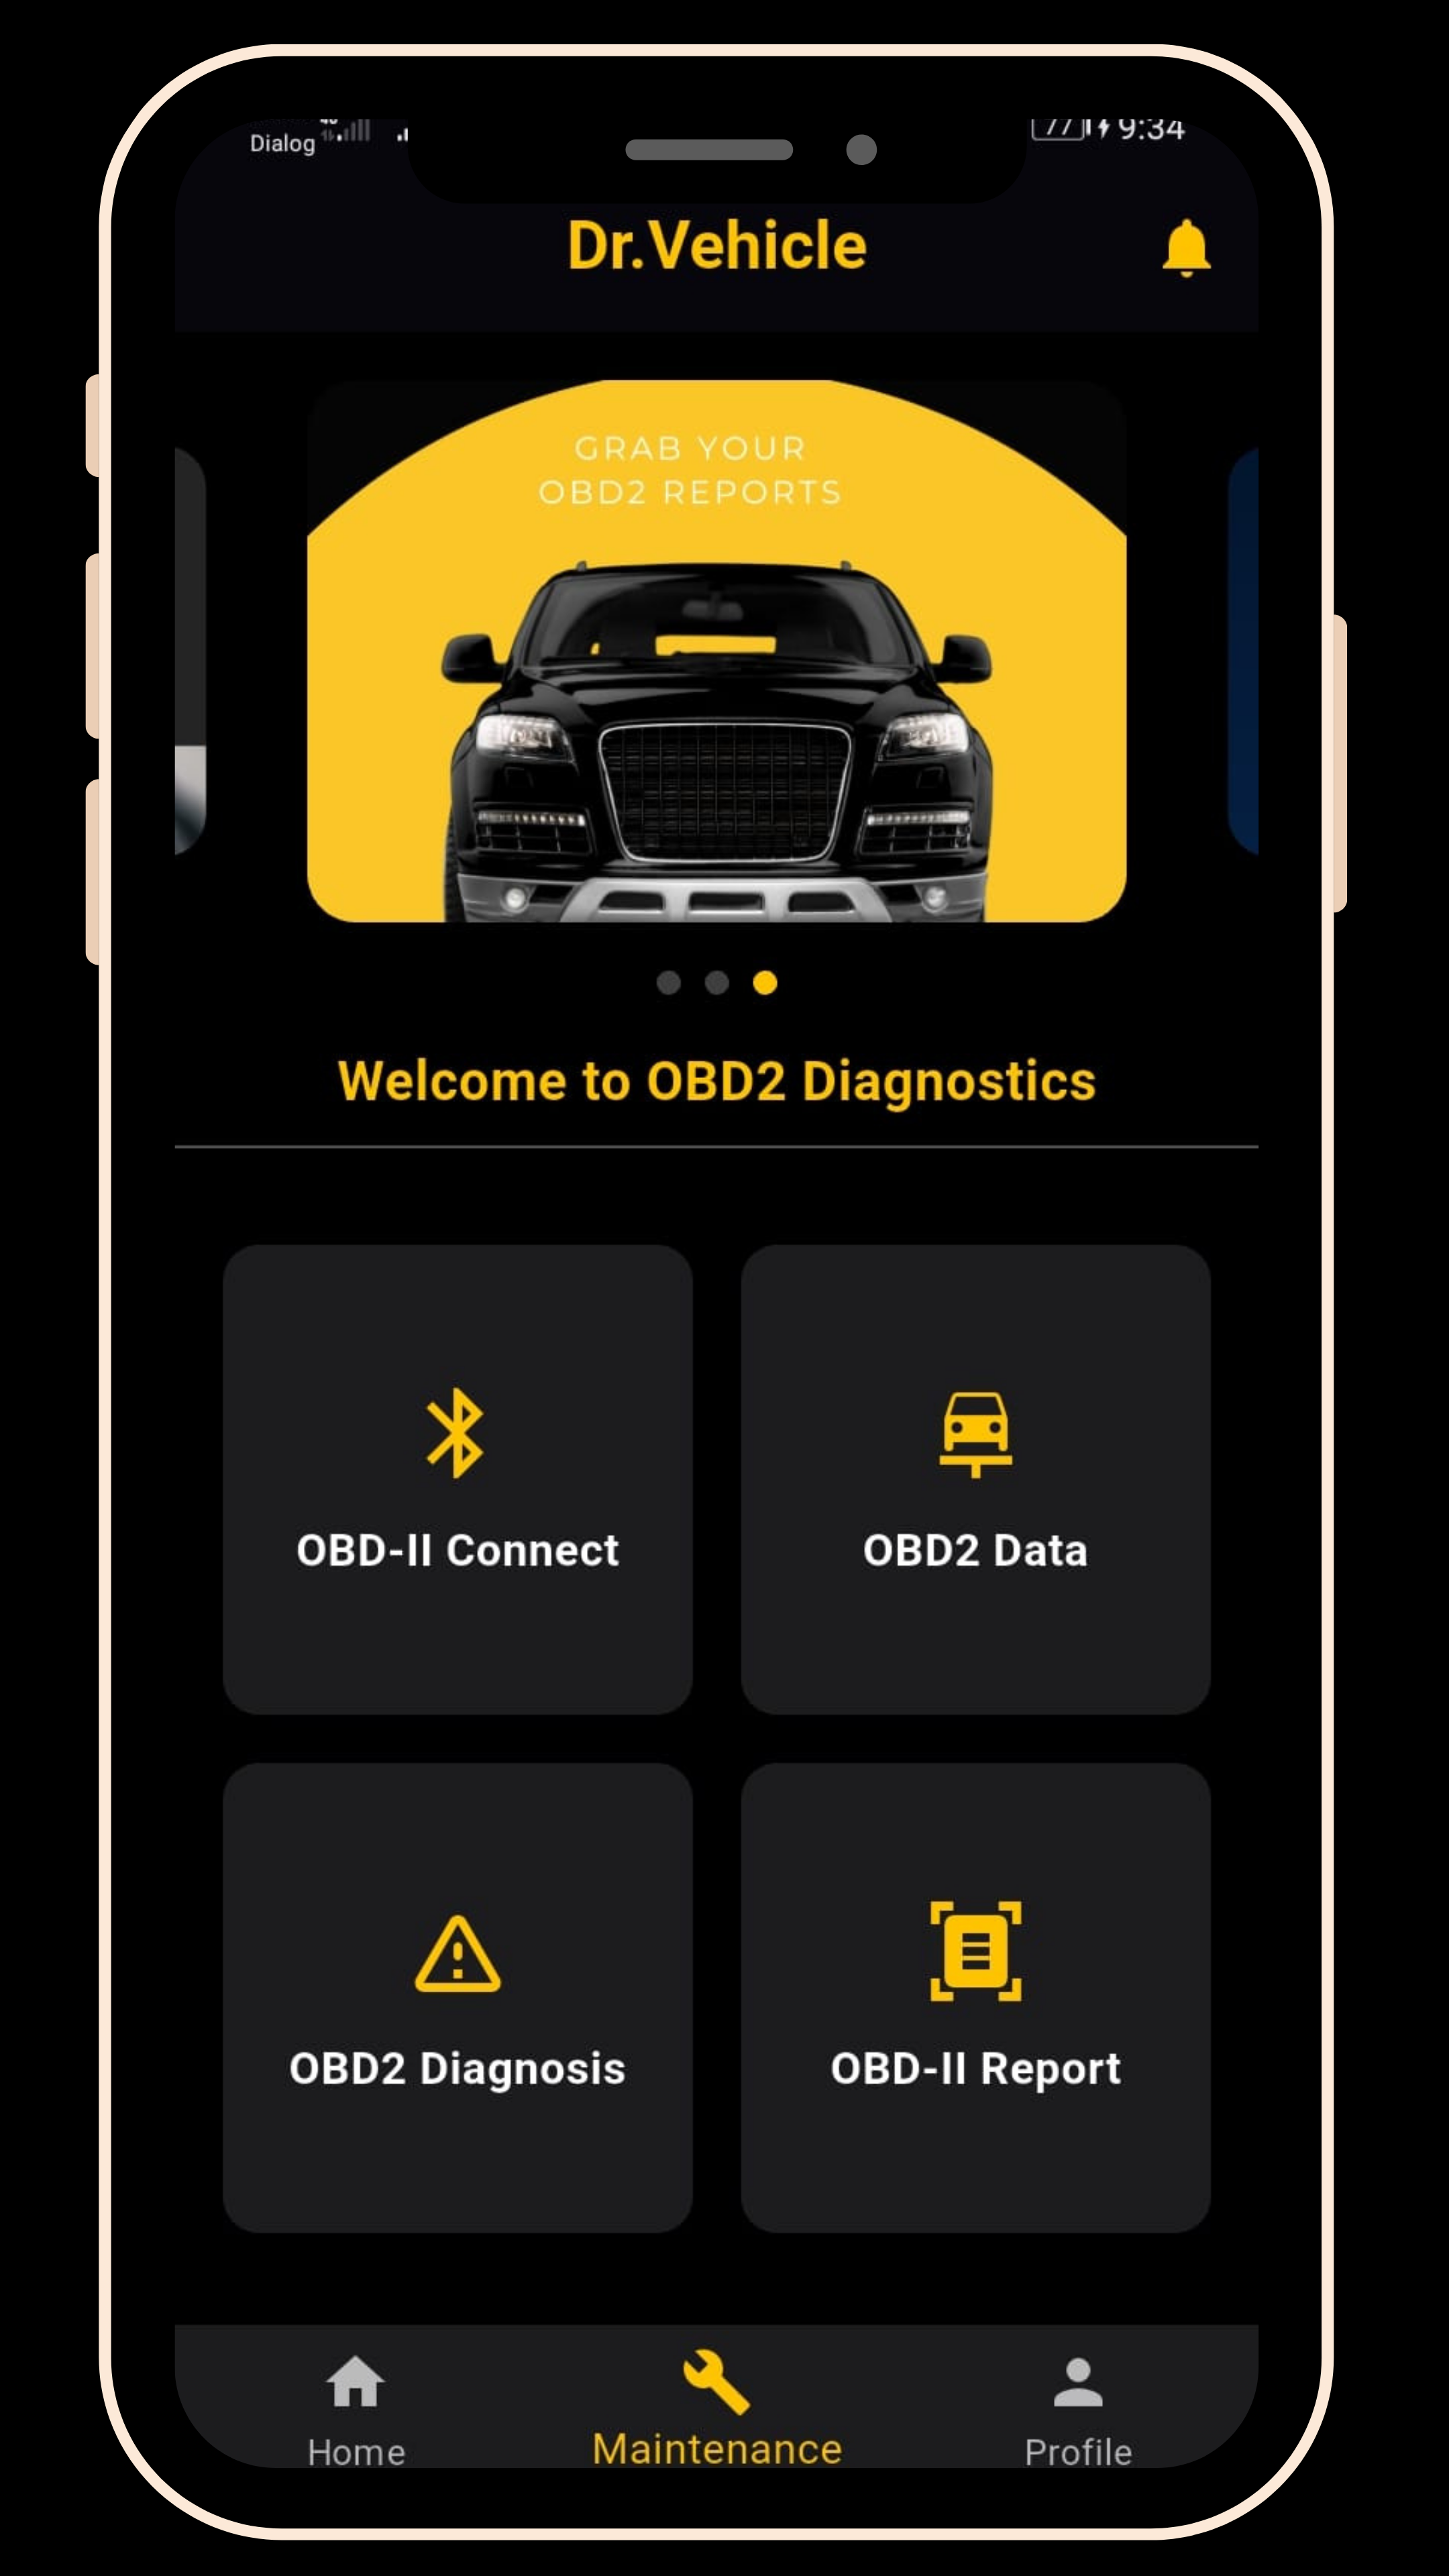 Dialog
77 9:34
Dr.Vehicle
GRAB YOUR
OBD2 REPORTS
Welcome to OBD2 Diagnostics
OBD-II Connect
OBD2 Data
OBD2 Diagnosis
OBD-II Report
Home
Maintenance
Profile